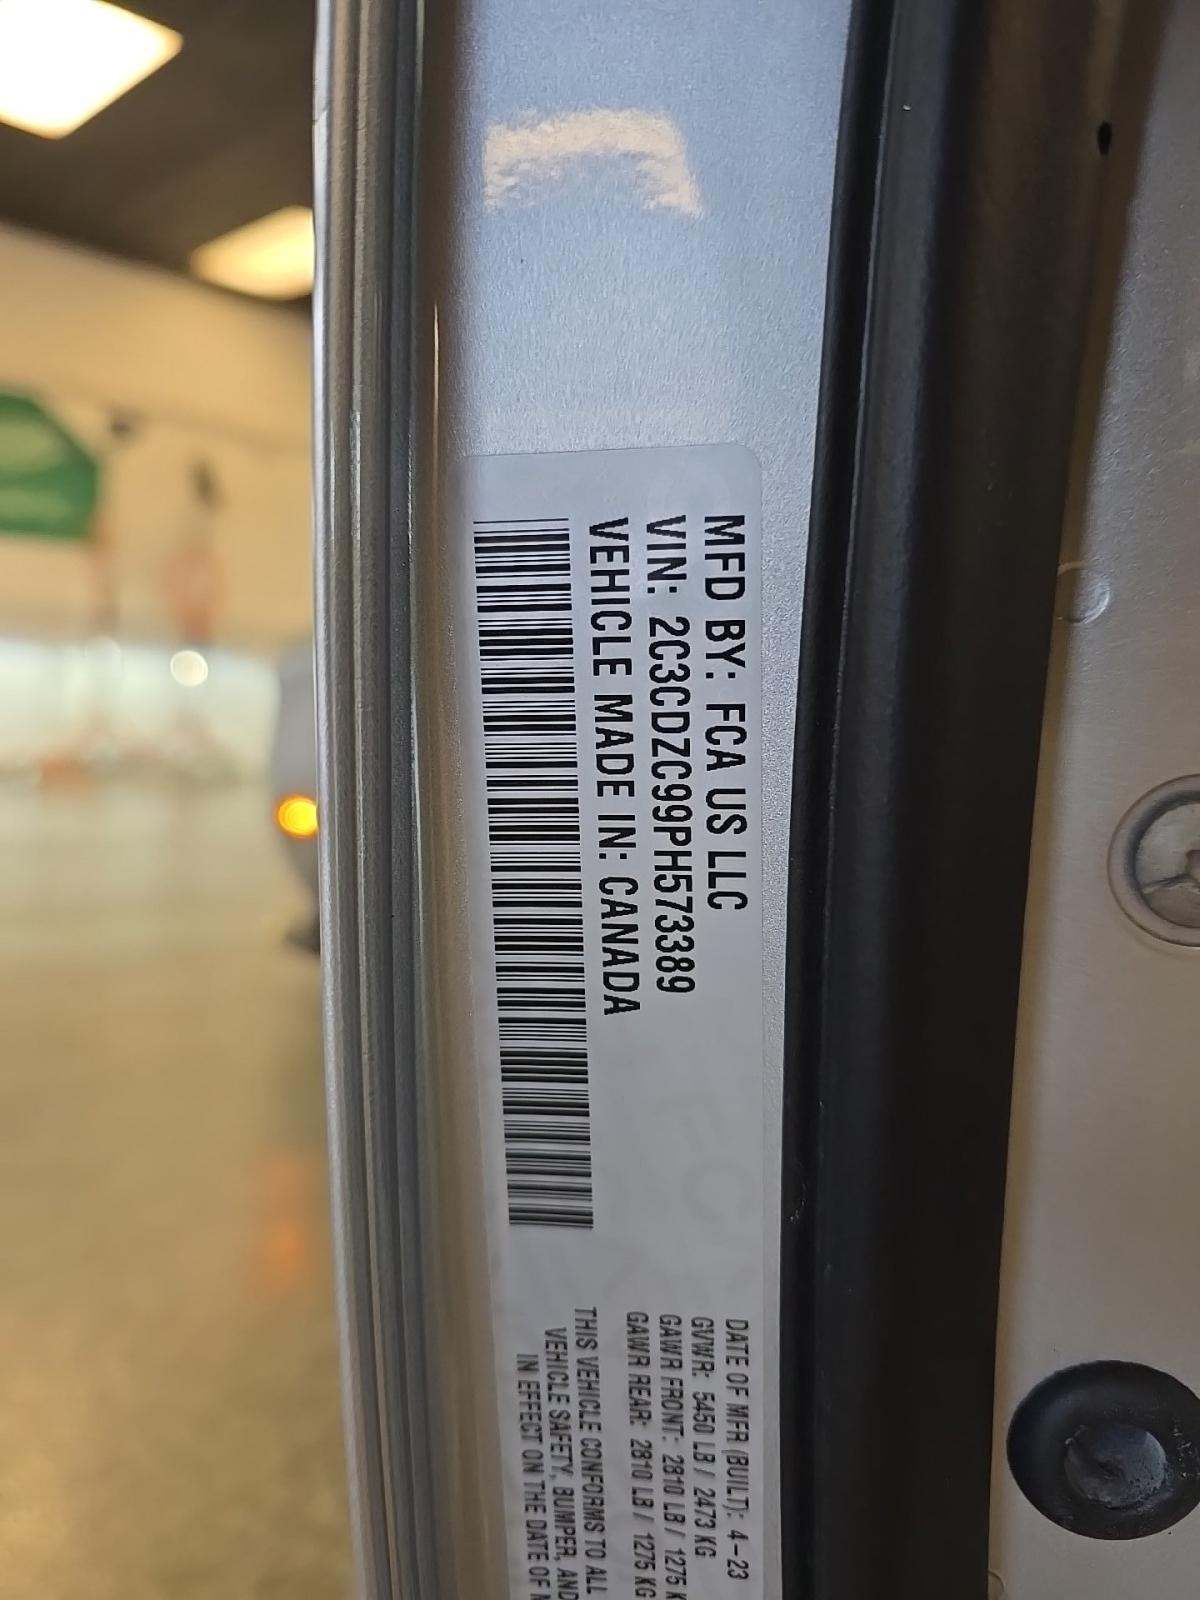 MFD BY: FCA US LLC
VIN: 2C3CDZC99PH573389
VEHICLE MADE IN: CANADA
DATE OF MFR (BUILT): 4-23
GVWR: 5450 LB / 2473 KG
GAWR FRONT: 2810 LB / 1275 K
GAWR REAR: 2810 LB / 1275 KG
THIS VEHICLE CONFORMS TO ALL
VEHICLE SAFETY, BUMPER, AND
IN EFFECT ON THE DATE OF